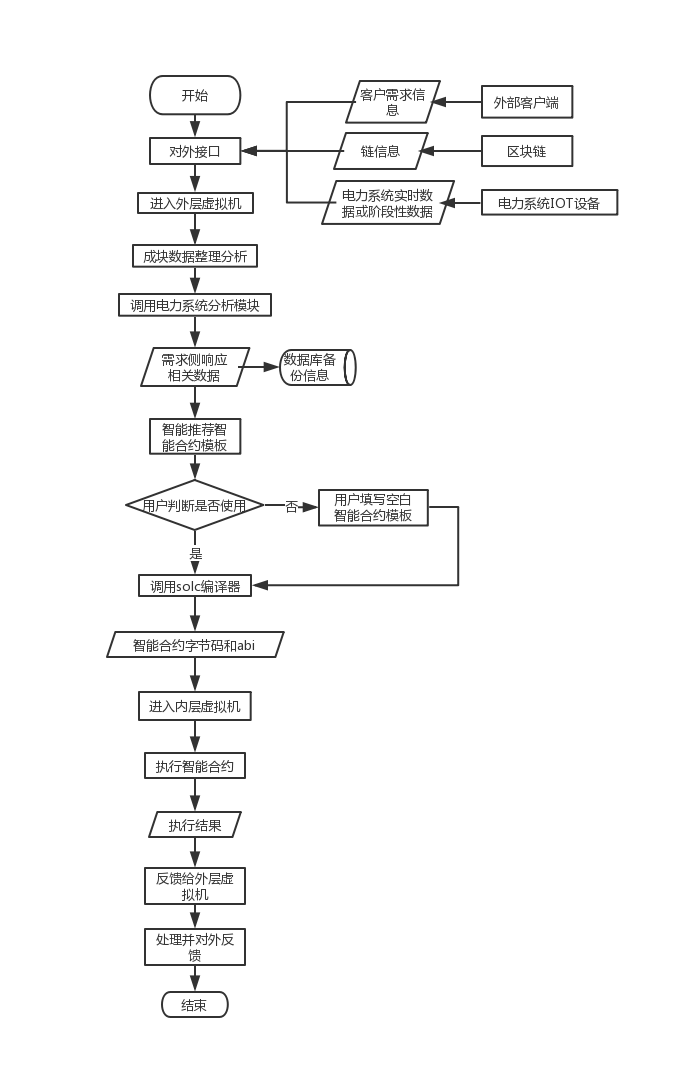 开始
客户需求信
息
外部客户端
对外接口
链信息
区块链
进入外层虚拟机
电力系统实时数
据或阶段性数据
电力系统IOT设备
成块数据整理分析
调用电力系统分析模块
需求侧响应
相关数据
数据库备
份信息
智能推荐智
能合约模板
用户判断是否使用
否
用户填写空白
智能合约模板
是
调用solc编译器
智能合约字节码和abi
进入内层虚拟机
执行智能合约
执行结果
反馈给外层虚
拟机
处理并对外反
馈
结束